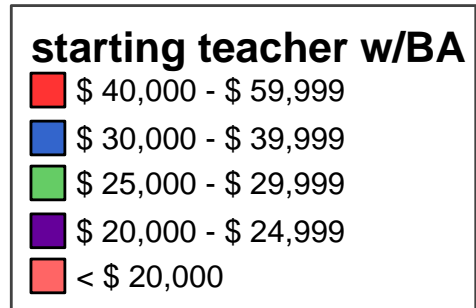 starting teacher w/BA
$ 40,000 - $ 59,999
$ 30,000 - $ 39,999
$ 25,000 - $ 29,999
$ 20,000 - $ 24,999
< $ 20,000